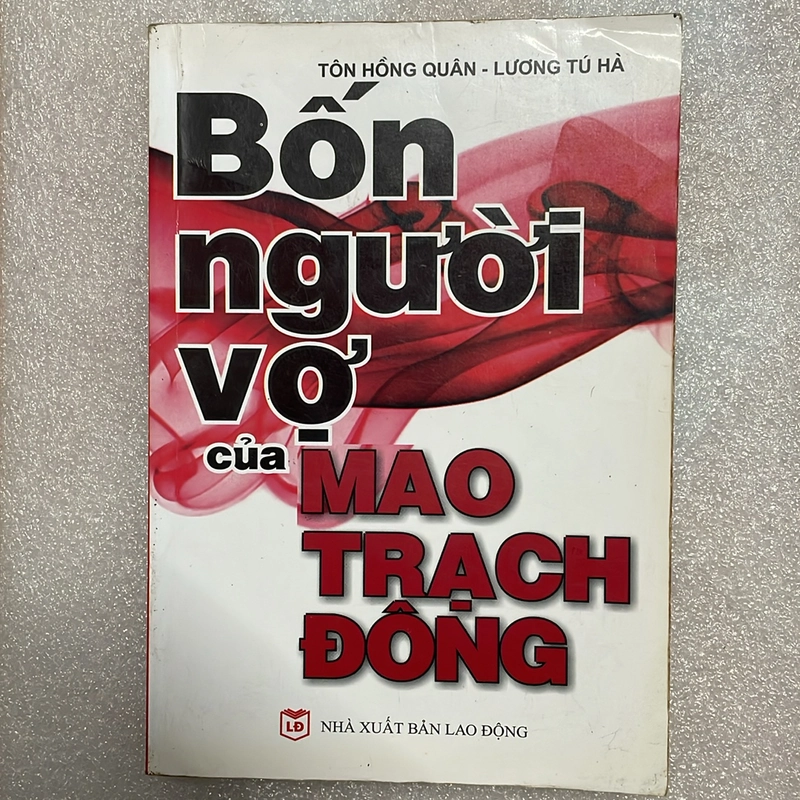 TÔN HỒNG QUÂN - LƯƠNG TÚ HÀ
Bốn
người
vợ
của
MAO
TRẠCH
ĐÔNG
LĐ
NHÀ XUẤT BẢN LAO ĐỘNG